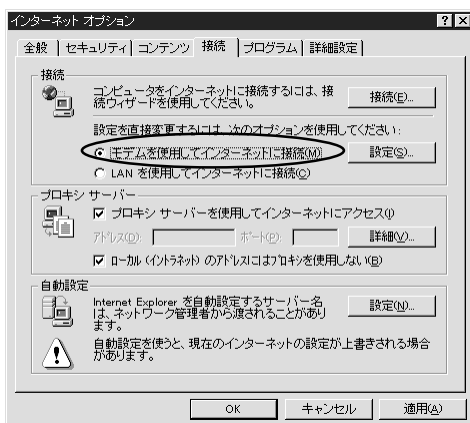 インターネット オプション
全般 セキュリティ コンテンツ 接続 プログラム 詳細設定
接続
コンピュータをインターネットに接続するには、接
続ウィザードを使用してください。
接続(E)...
設定を直接変更するには、次のオプションを使用してください:
モデムを使用してインターネットに接続(M)
設定(S)...
LAN を使用してインターネットに接続(C)
プロキシ サーバー
プロキシ サーバーを使用してインターネットにアクセス(I)
アドレス(D): ポート(P): 詳細(V)...
ローカル (イントラネット) のアドレスにはプロキシを使用しない(B)
自動設定
Internet Explorer を自動設定するサーバー名
は、ネットワーク管理者から渡されることがあり
ます。
設定(N)...
自動設定を使うと、現在のインターネットの設定が上書きされる場合
があります。
OK キャンセル 適用(A)